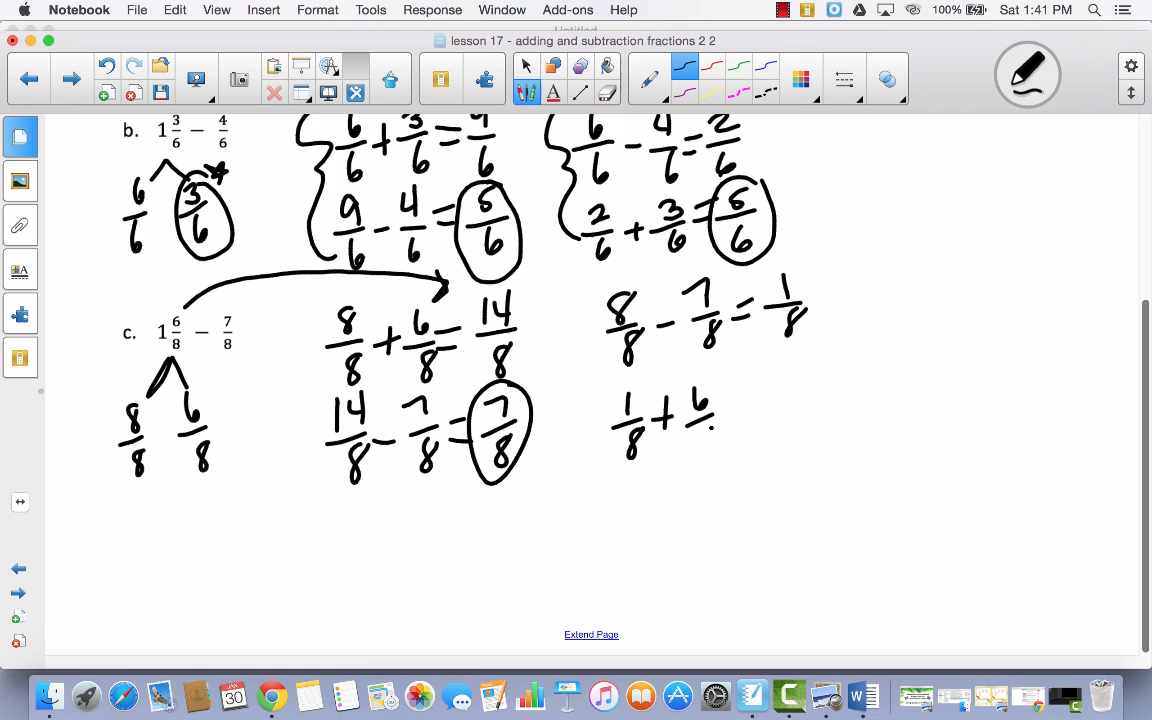 Notebook File Edit View Insert Format Tools Response Window Add-ons Help 100% Sat 1:41 PM
Untitled
lesson 17 - adding and subtraction fractions 2 2
b. 1 3/6 − 4/6
6/6 3/6
6/6 + 3/6 = 9/6
9/6 − 4/6 = 5/6
6/6 − 4/6 = 2/6
2/6 + 3/6 = 5/6
c. 1 6/8 − 7/8
8/8 6/8
8/8 + 6/8 = 14/8
14/8 − 7/8 = 7/8
8/8 − 7/8 = 1/8
1/8 + 6
Extend Page
JAN
30